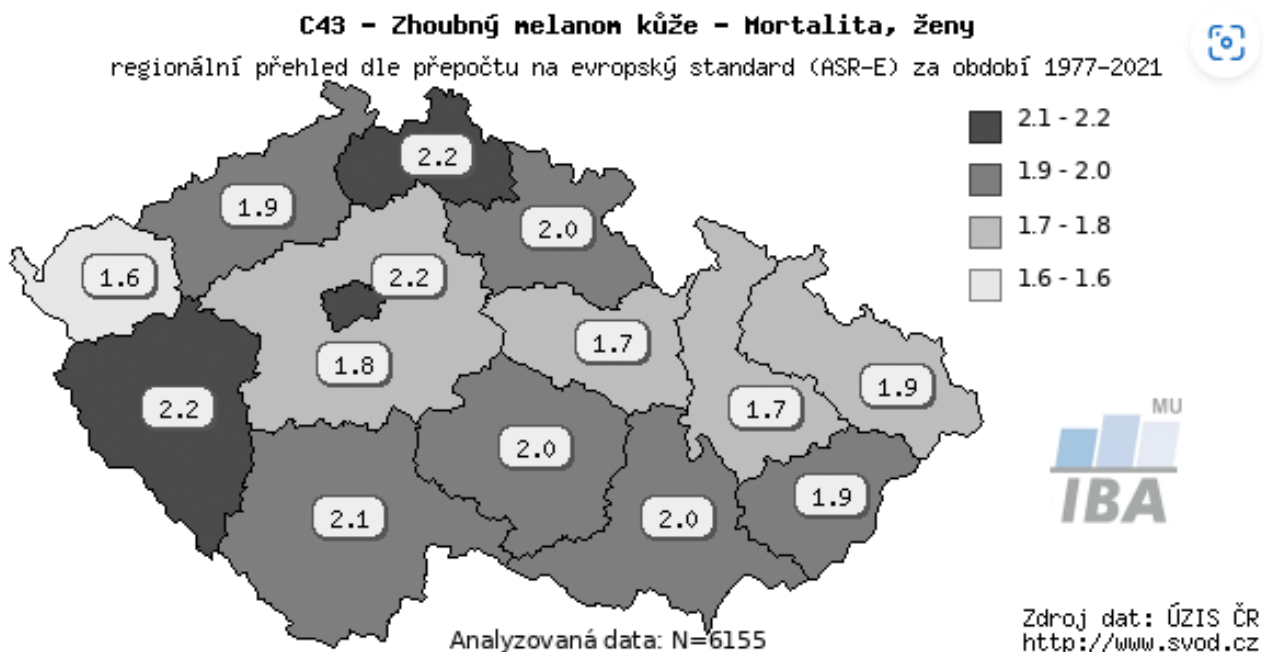 C43 - Zhoubný melanom kůže - Mortalita, ženy
regionální přehled dle přepočtu na evropský standard (ASR-E) za období 1977-2021
2.1 - 2.2
1.9 - 2.0
1.7 - 1.8
1.6 - 1.6
2.2
1.9
2.0
1.6
2.2
1.7
1.8
1.9
2.2
1.7
2.0
1.9
2.1
2.0
MU
IBA
Analyzovaná data: N=6155
Zdroj dat: ÚZIS ČR
http://www.svod.cz